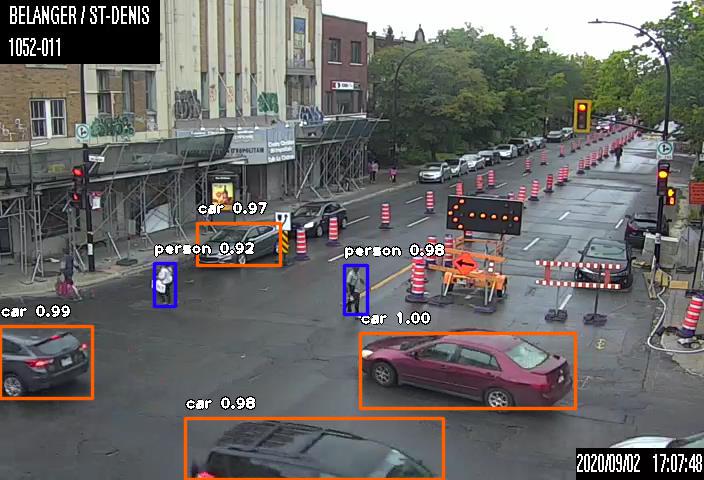 BELANGER / ST-DENIS
1052-011
car 0.97
person 0.92
person 0.98
car 0.99
car 1.00
car 0.98
2020/09/02 17:07:48